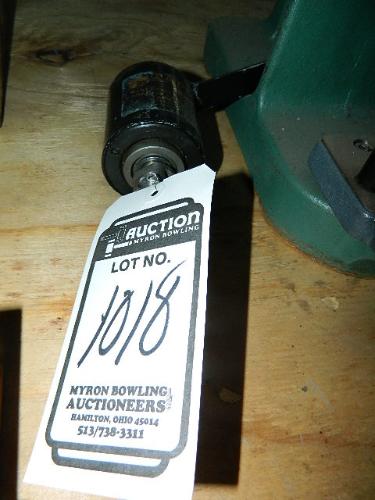 AUCTION
MYRON BOWLING
LOT NO.
1018
MYRON BOWLING
AUCTIONEERS
HAMILTON, OHIO 45014
513/738-3311